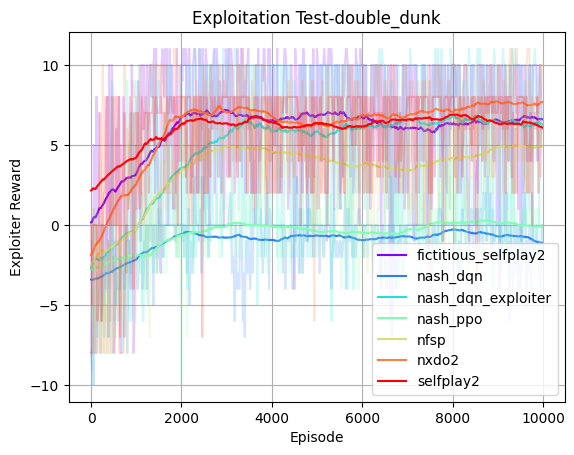 Exploitation Test-double_dunk
Exploiter Reward
10
5
0
−5
−10
fictitious_selfplay2
nash_dqn
nash_dqn_exploiter
nash_ppo
nfsp
nxdo2
selfplay2
0
2000
4000
6000
8000
10000
Episode